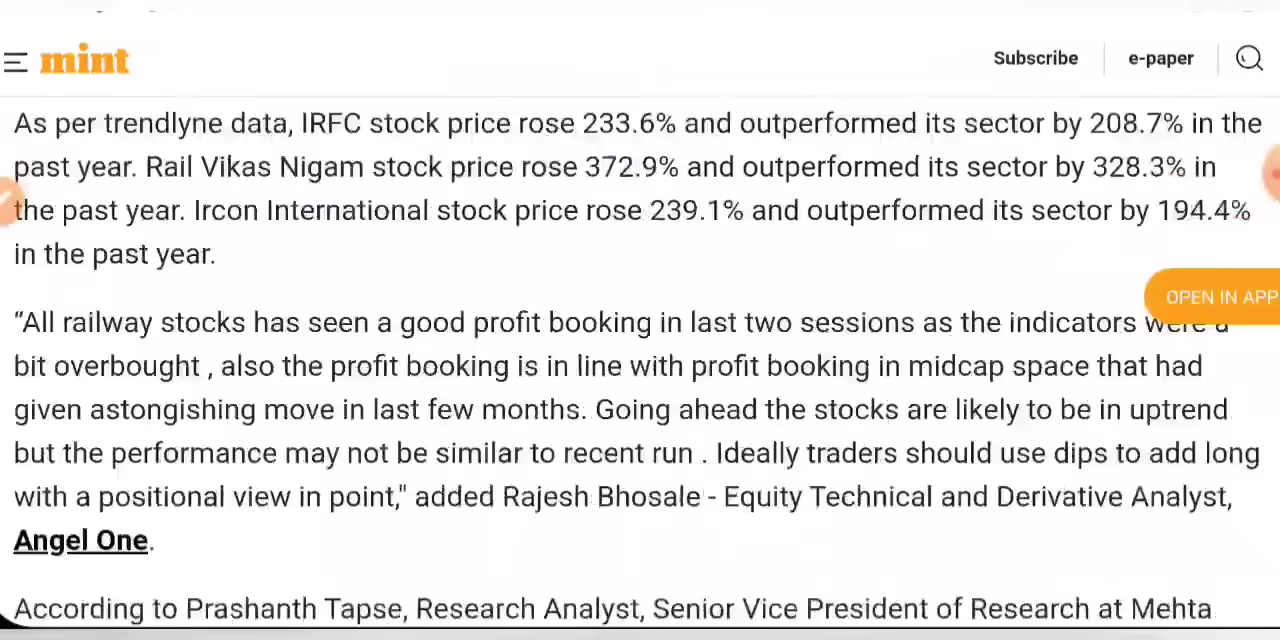 mint
Subscribe
e-paper
As per trendlyne data, IRFC stock price rose 233.6% and outperformed its sector by 208.7% in the
past year. Rail Vikas Nigam stock price rose 372.9% and outperformed its sector by 328.3% in
the past year. Ircon International stock price rose 239.1% and outperformed its sector by 194.4%
in the past year.
OPEN IN APP
“All railway stocks has seen a good profit booking in last two sessions as the indicators were a
bit overbought , also the profit booking is in line with profit booking in midcap space that had
given astongishing move in last few months. Going ahead the stocks are likely to be in uptrend
but the performance may not be similar to recent run . Ideally traders should use dips to add long
with a positional view in point," added Rajesh Bhosale - Equity Technical and Derivative Analyst,
Angel One.
According to Prashanth Tapse, Research Analyst, Senior Vice President of Research at Mehta